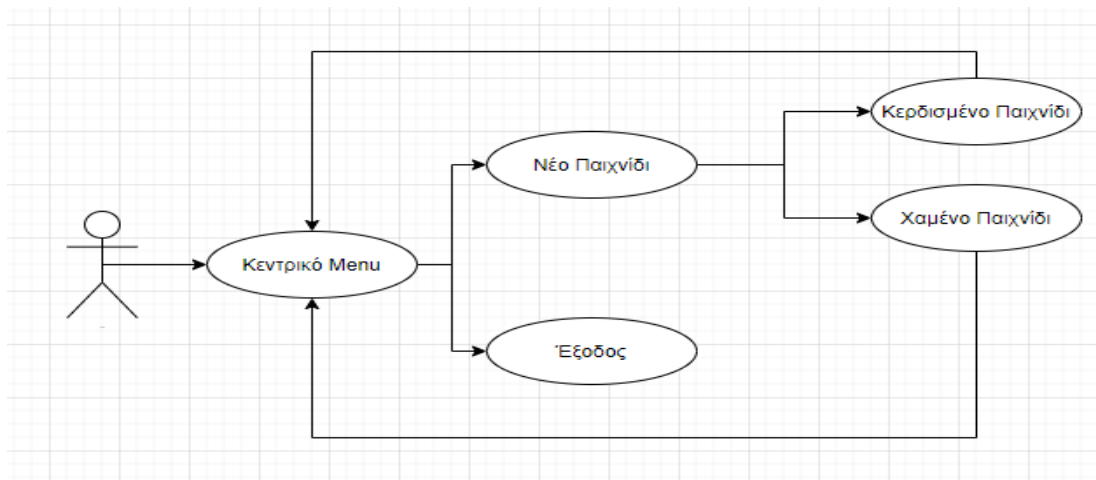 Κερδισμένο Παιχνίδι
Νέο Παιχνίδι
Χαμένο Παιχνίδι
Κεντρικό Menu
Έξοδος